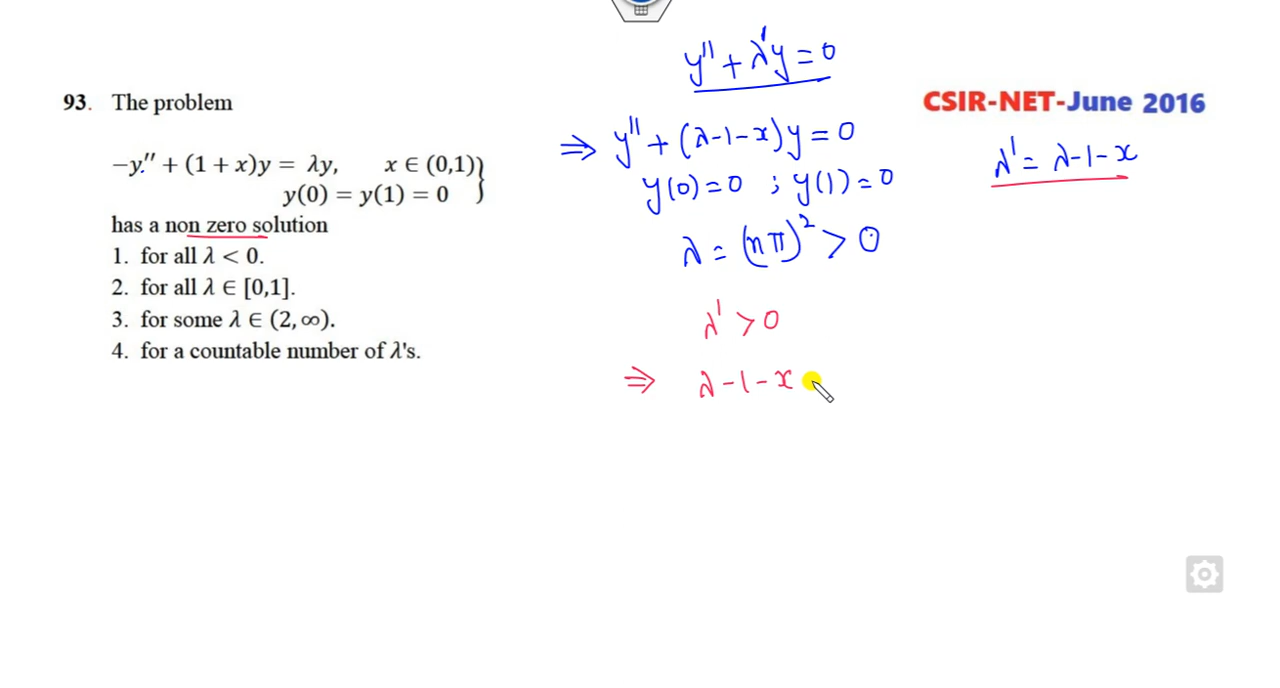 y'' + λ'y = 0
93. The problem
CSIR-NET-June 2016
-y'' + (1 + x)y = λy, x ∈ (0,1)}
y(0) = y(1) = 0
has a non zero solution
1. for all λ < 0.
2. for all λ ∈ [0,1].
3. for some λ ∈ (2, ∞).
4. for a countable number of λ's.
⇒ y'' + (λ-1-x)y = 0
y(0) = 0 ; y(1) = 0
λ = (nπ)² > 0
λ' > 0
⇒ λ-1-x
λ' = λ-1-x